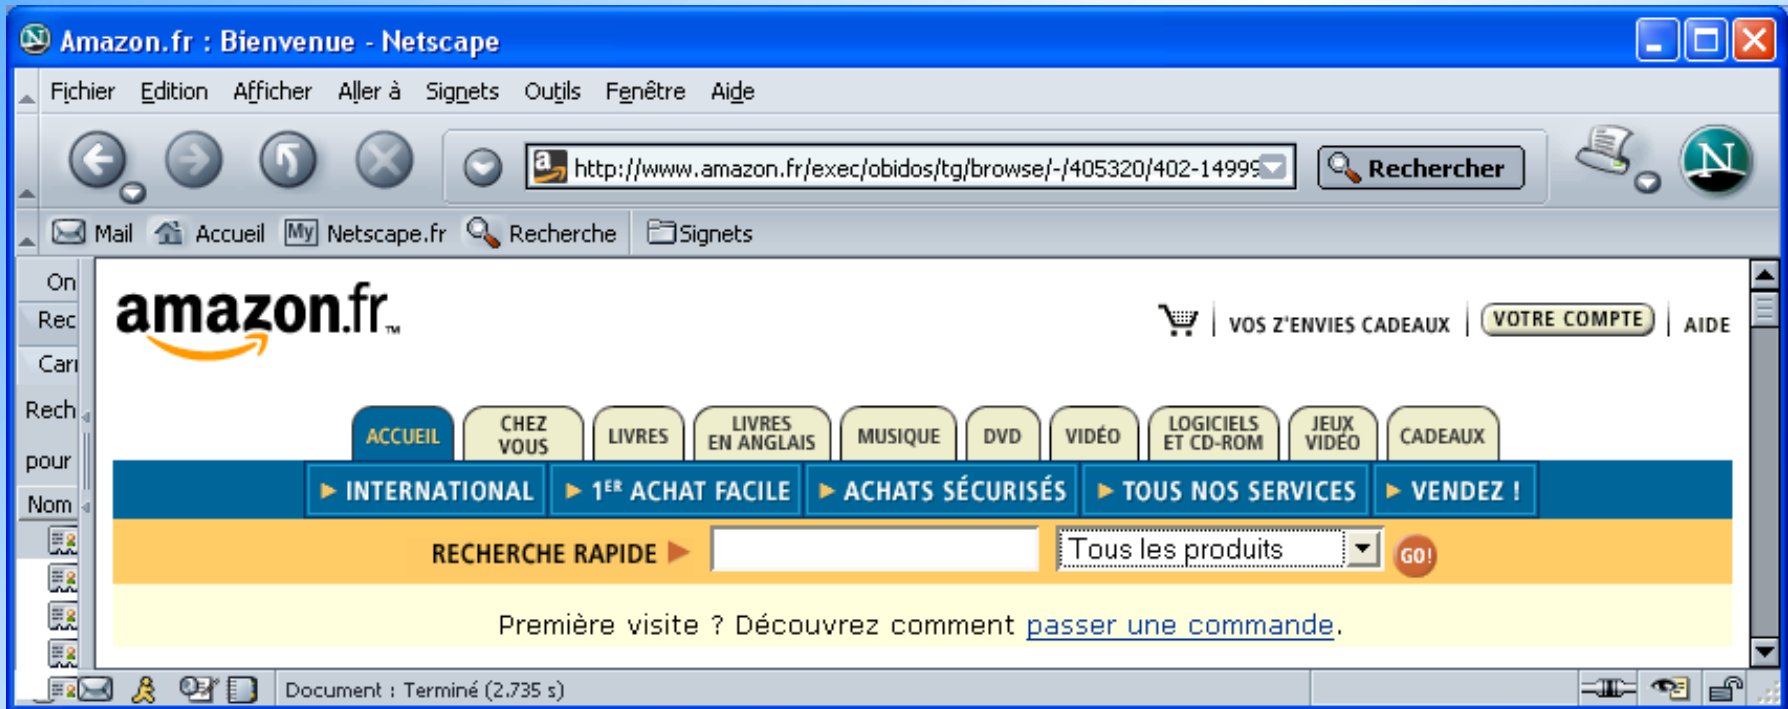 Amazon.fr : Bienvenue - Netscape
Fichier Edition Afficher Aller à Signets Outils Fenêtre Aide
http://www.amazon.fr/exec/obidos/tg/browse/-/405320/402-14999 Rechercher N
Mail Accueil My Netscape.fr Recherche Signets
On
Rec
Carr
Rech
pour
Nom
amazon.fr™
VOS Z'ENVIES CADEAUX VOTRE COMPTE AIDE
ACCUEIL CHEZ VOUS LIVRES LIVRES EN ANGLAIS MUSIQUE DVD VIDÉO LOGICIELS ET CD-ROM JEUX VIDÉO CADEAUX
INTERNATIONAL 1ER ACHAT FACILE ACHATS SÉCURISÉS TOUS NOS SERVICES VENDEZ !
RECHERCHE RAPIDE Tous les produits GO!
Première visite ? Découvrez comment passer une commande.
Document : Terminé (2.735 s)